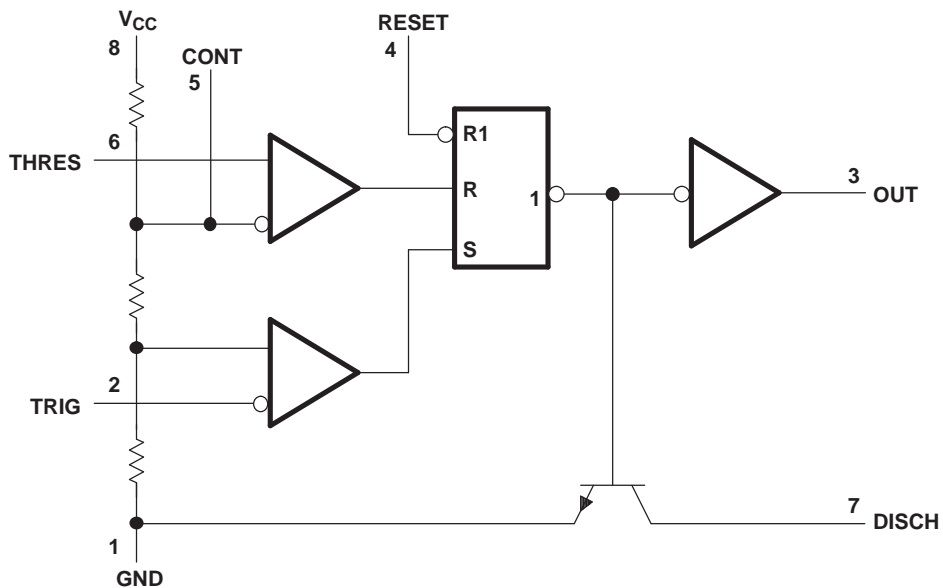 VCC
8
CONT
5
RESET
4
6
THRES
R1
R
1
S
3
OUT
2
TRIG
7
DISCH
1
GND